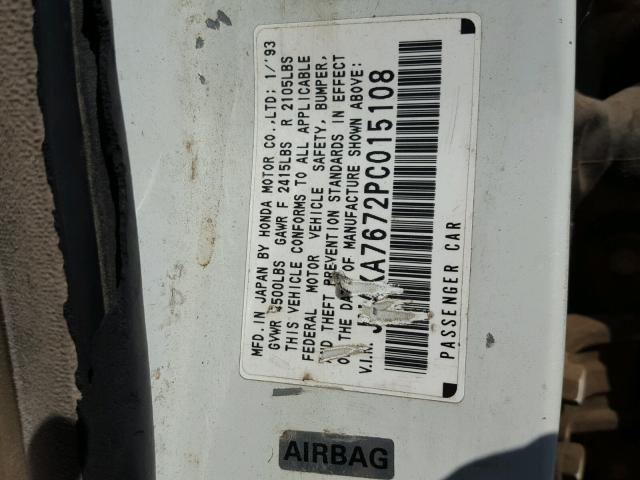 MFD. IN JAPAN BY HONDA MOTOR CO.,LTD: 1/'93
GVWR 4500LBS GAWR F 2415LBS R 2105LBS
THIS VEHICLE CONFORMS TO ALL APPLICABLE
FEDERAL MOTOR VEHICLE SAFETY, BUMPER,
AND THEFT PREVENTION STANDARDS IN EFFECT
ON THE DATE OF MANUFACTURE SHOWN ABOVE:
V.I.N. KA7672PC015108
PASSENGER CAR
AIRBAG